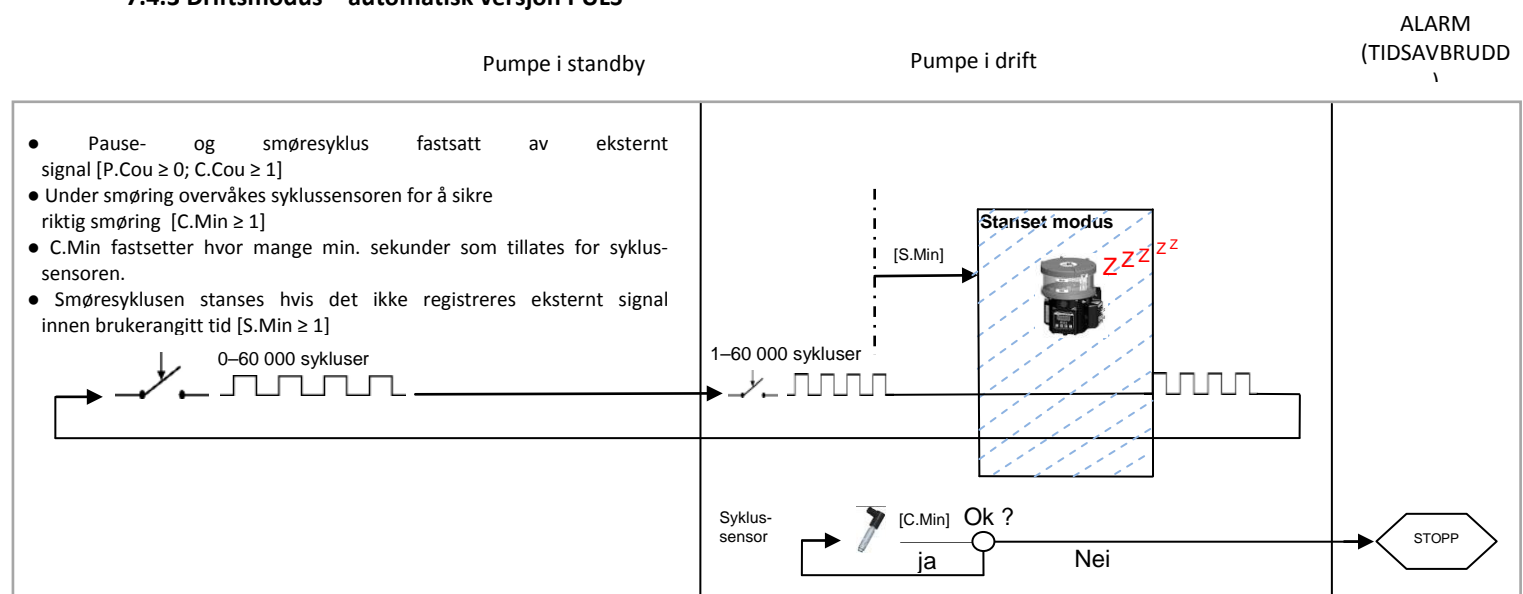 7.4.3 Driftsmodus – automatisk versjon PULS
ALARM
(TIDSAVBRUDD
)
Pumpe i standby
Pumpe i drift
● Pause- og smøresyklus fastsatt av eksternt
signal [P.Cou ≥ 0; C.Cou ≥ 1]
● Under smøring overvåkes syklussensoren for å sikre
riktig smøring [C.Min ≥ 1]
● C.Min fastsetter hvor mange min. sekunder som tillates for syklus-
sensoren.
● Smøresyklusen stanses hvis det ikke registreres eksternt signal
innen brukerangitt tid [S.Min ≥ 1]
0–60 000 sykluser
1–60 000 sykluser
[S.Min]
Stanset modus
Z Z Z Z Z
Syklus-
sensor
[C.Min] Ok ?
ja
Nei
STOPP